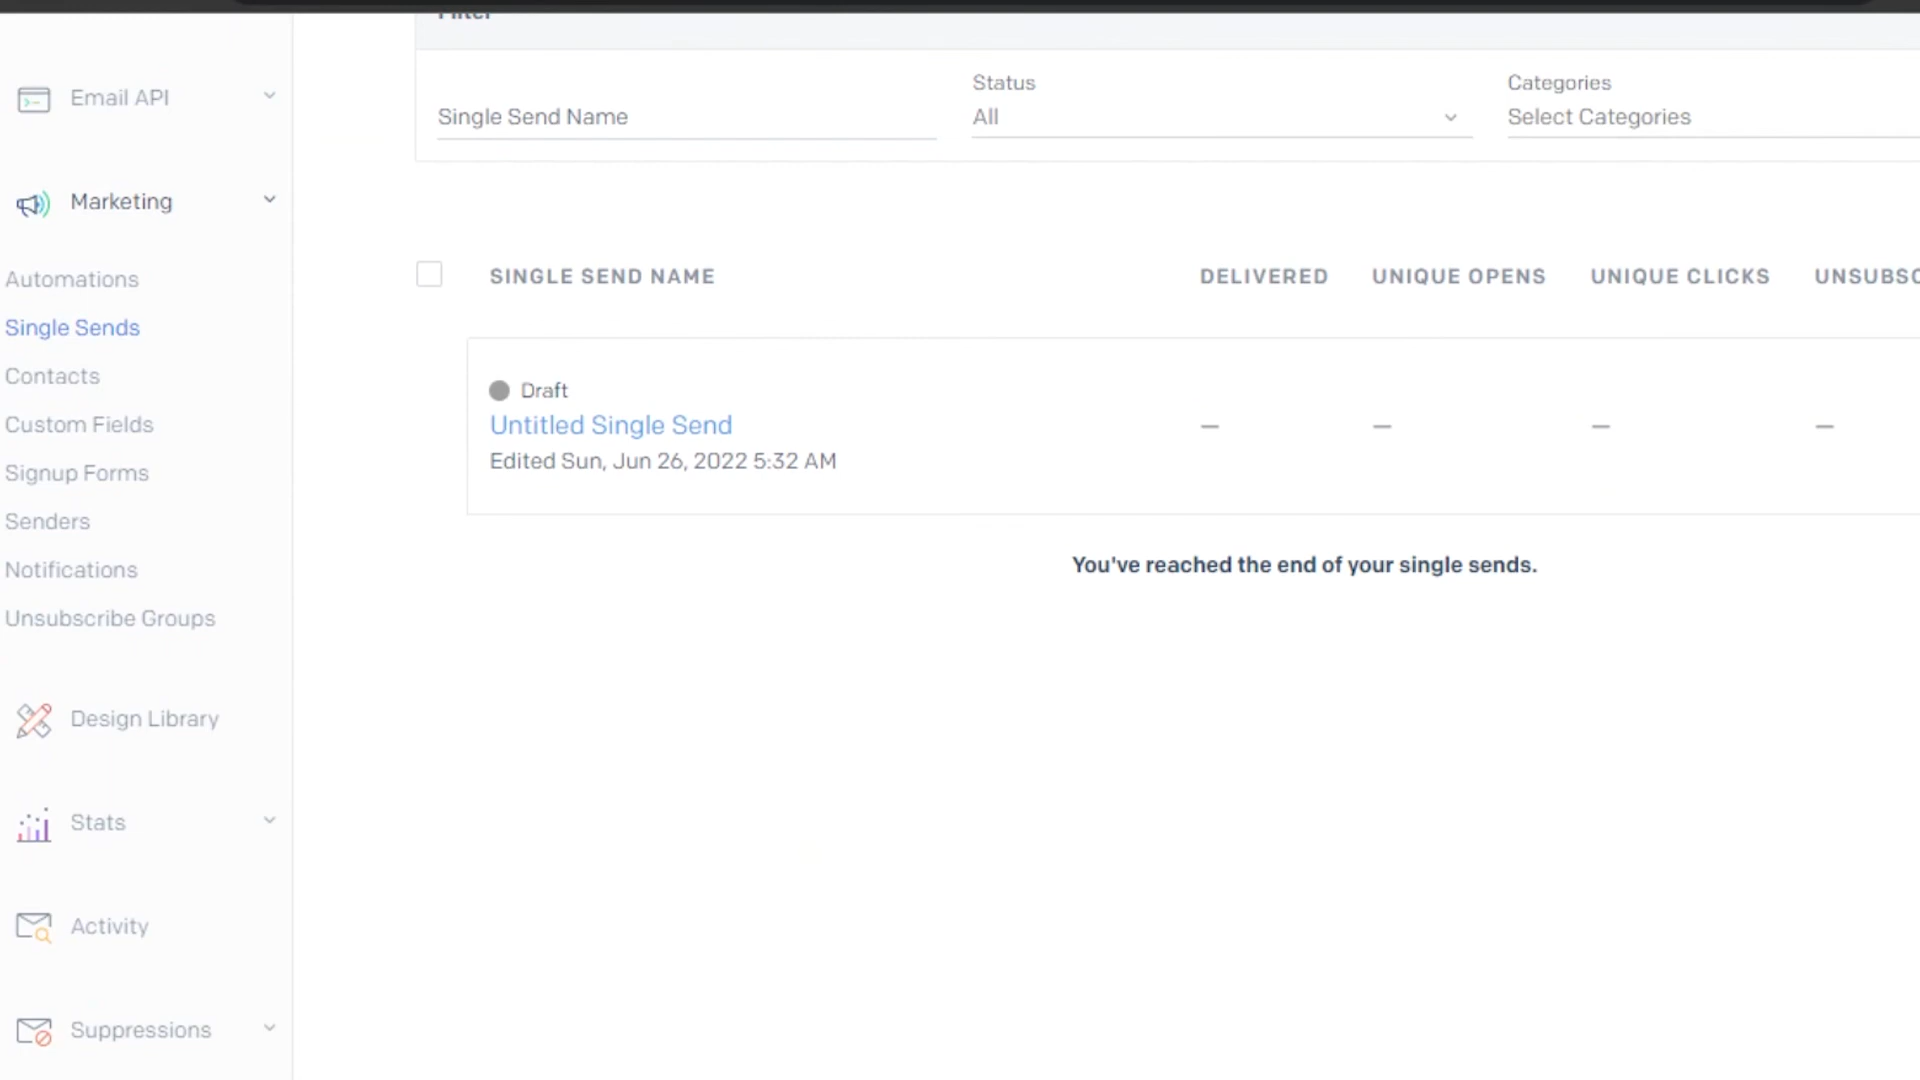 Filter
Email API
Marketing
Automations
Single Sends
Contacts
Custom Fields
Signup Forms
Senders
Notifications
Unsubscribe Groups
Design Library
Stats
Activity
Suppressions
Single Send Name
Status
All
Categories
Select Categories
SINGLE SEND NAME DELIVERED UNIQUE OPENS UNIQUE CLICKS UNSUBSC
Draft
Untitled Single Send — — — —
Edited Sun, Jun 26, 2022 5:32 AM
You've reached the end of your single sends.